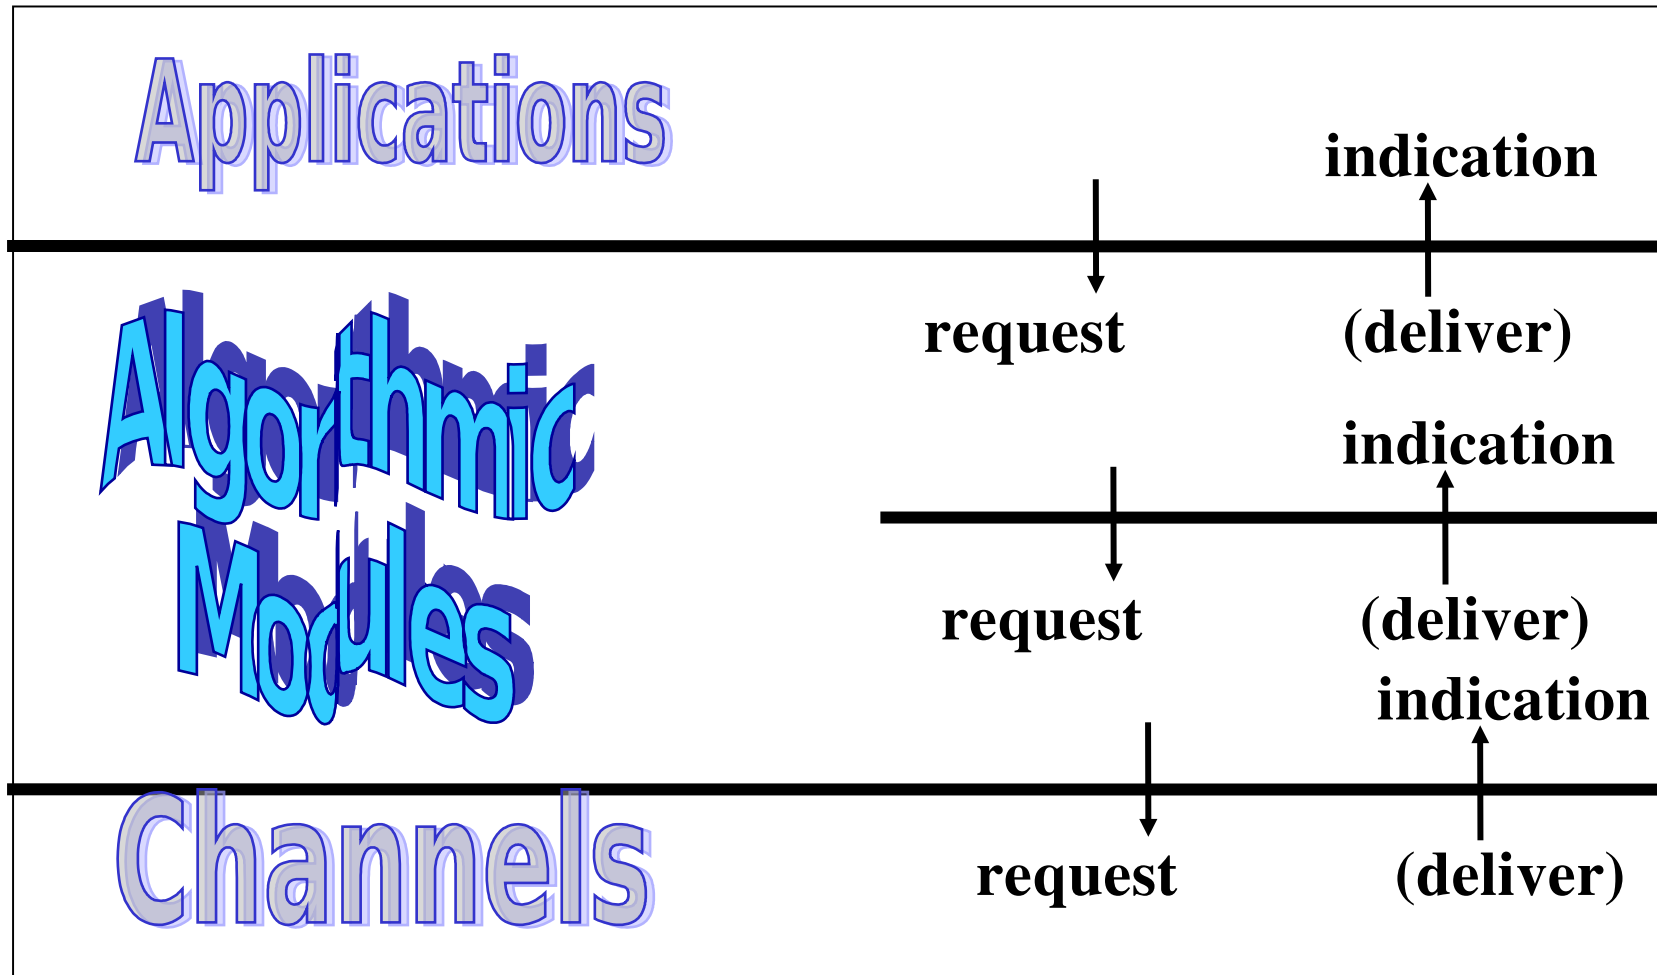 Applications
indication
request (deliver)
Algorithmic
Modules
indication
request (deliver)
indication
Channels
request (deliver)